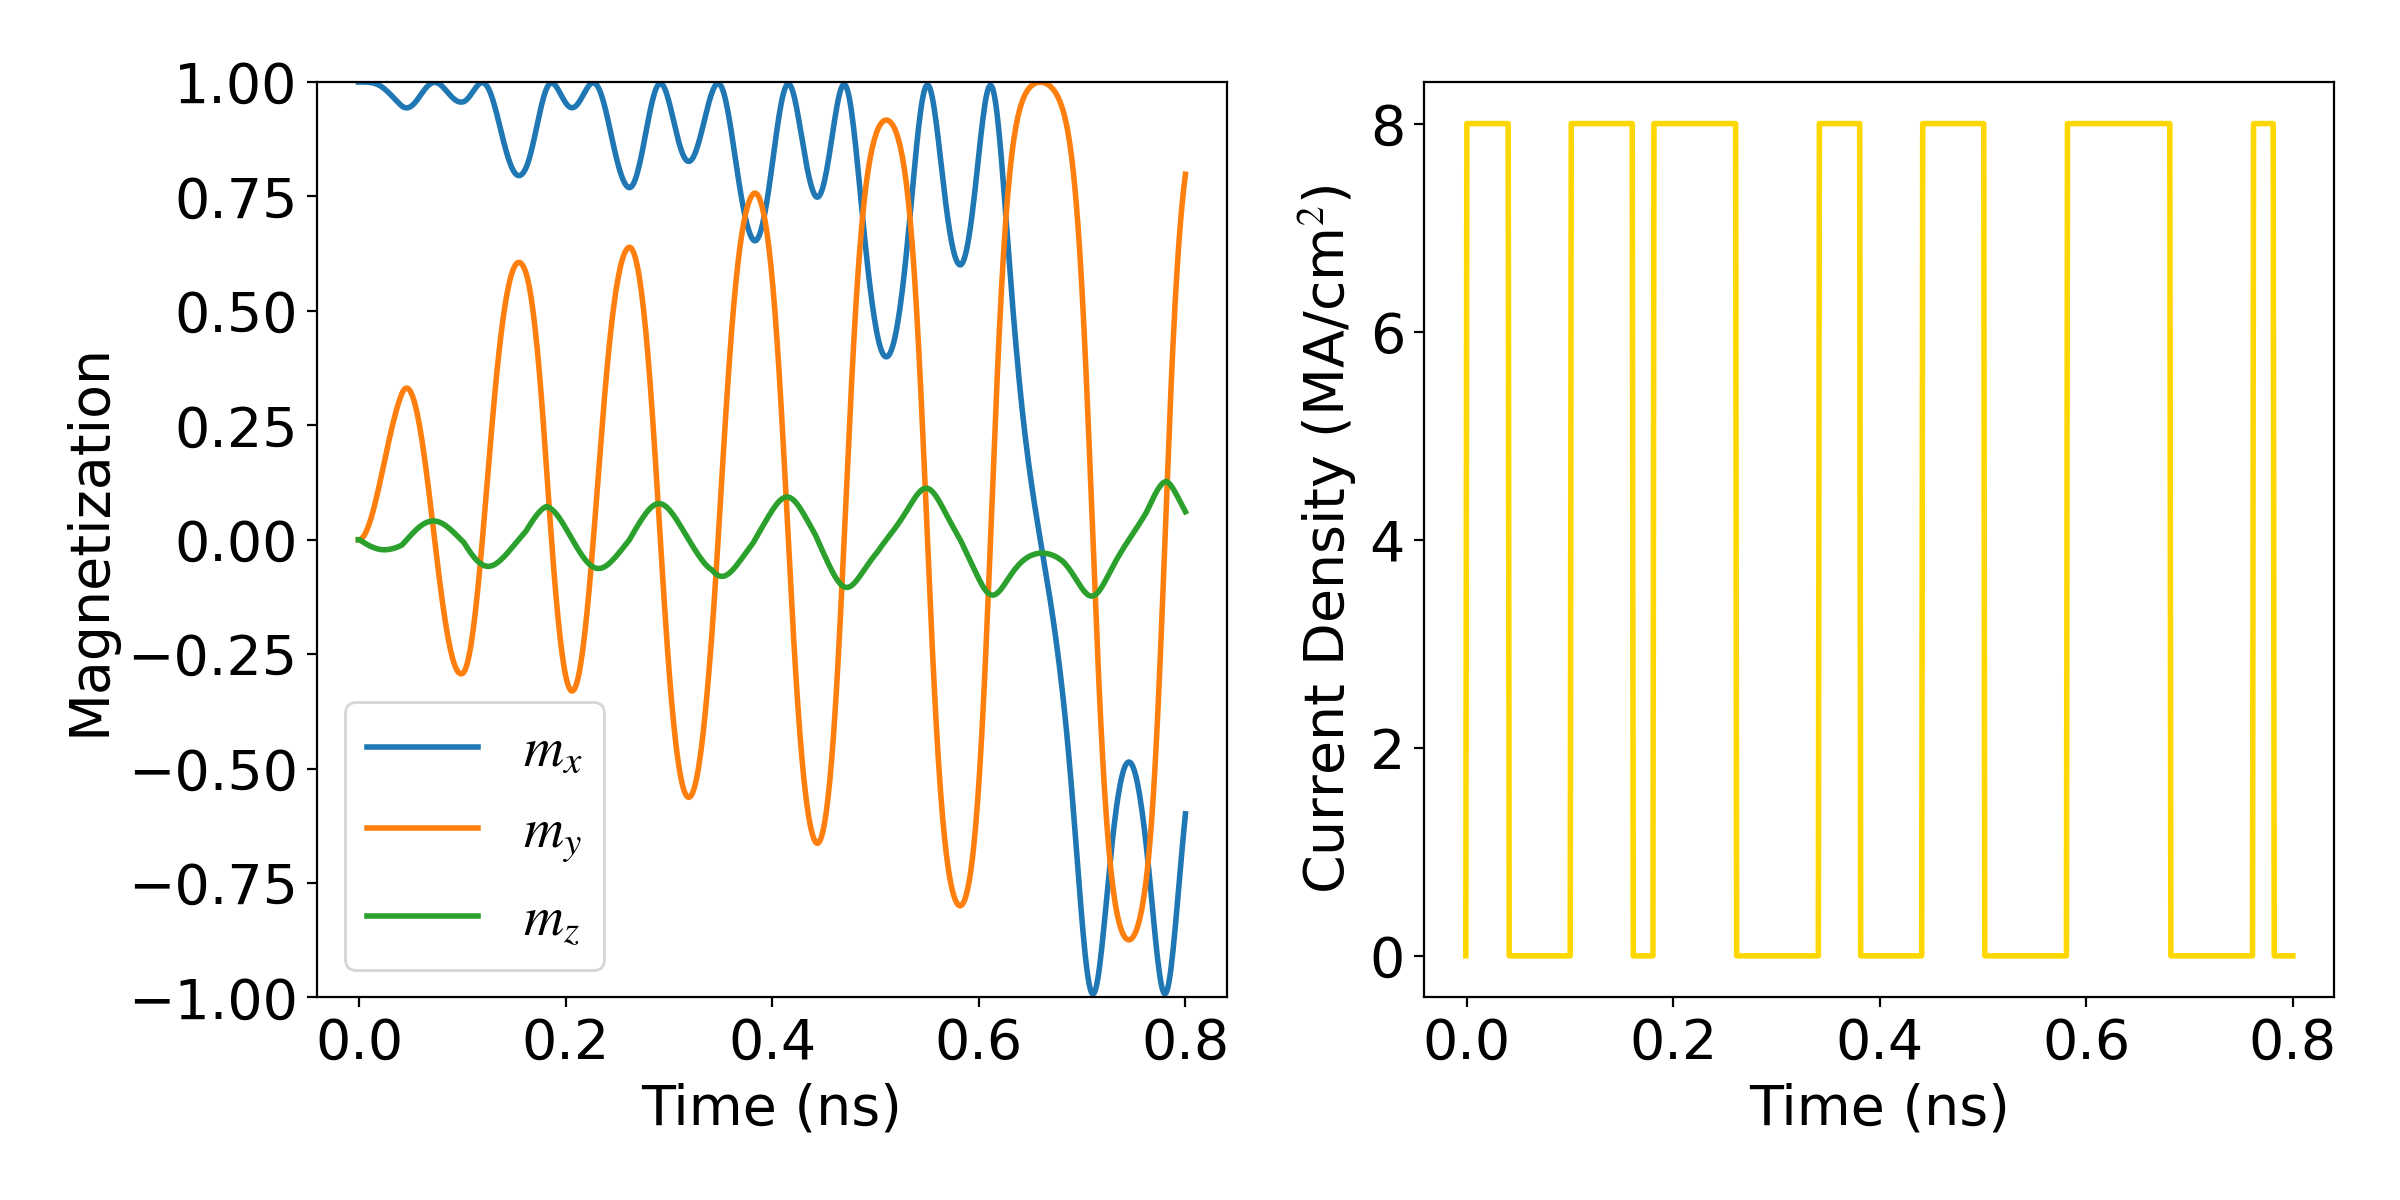 1.00
0.75
0.50
0.25
0.00
−0.25
−0.50
−0.75
−1.00
Magnetization
m_x
m_y
m_z
0.0 0.2 0.4 0.6 0.8
Time (ns)
8
6
4
2
0
Current Density (MA/cm²)
0.0 0.2 0.4 0.6 0.8
Time (ns)